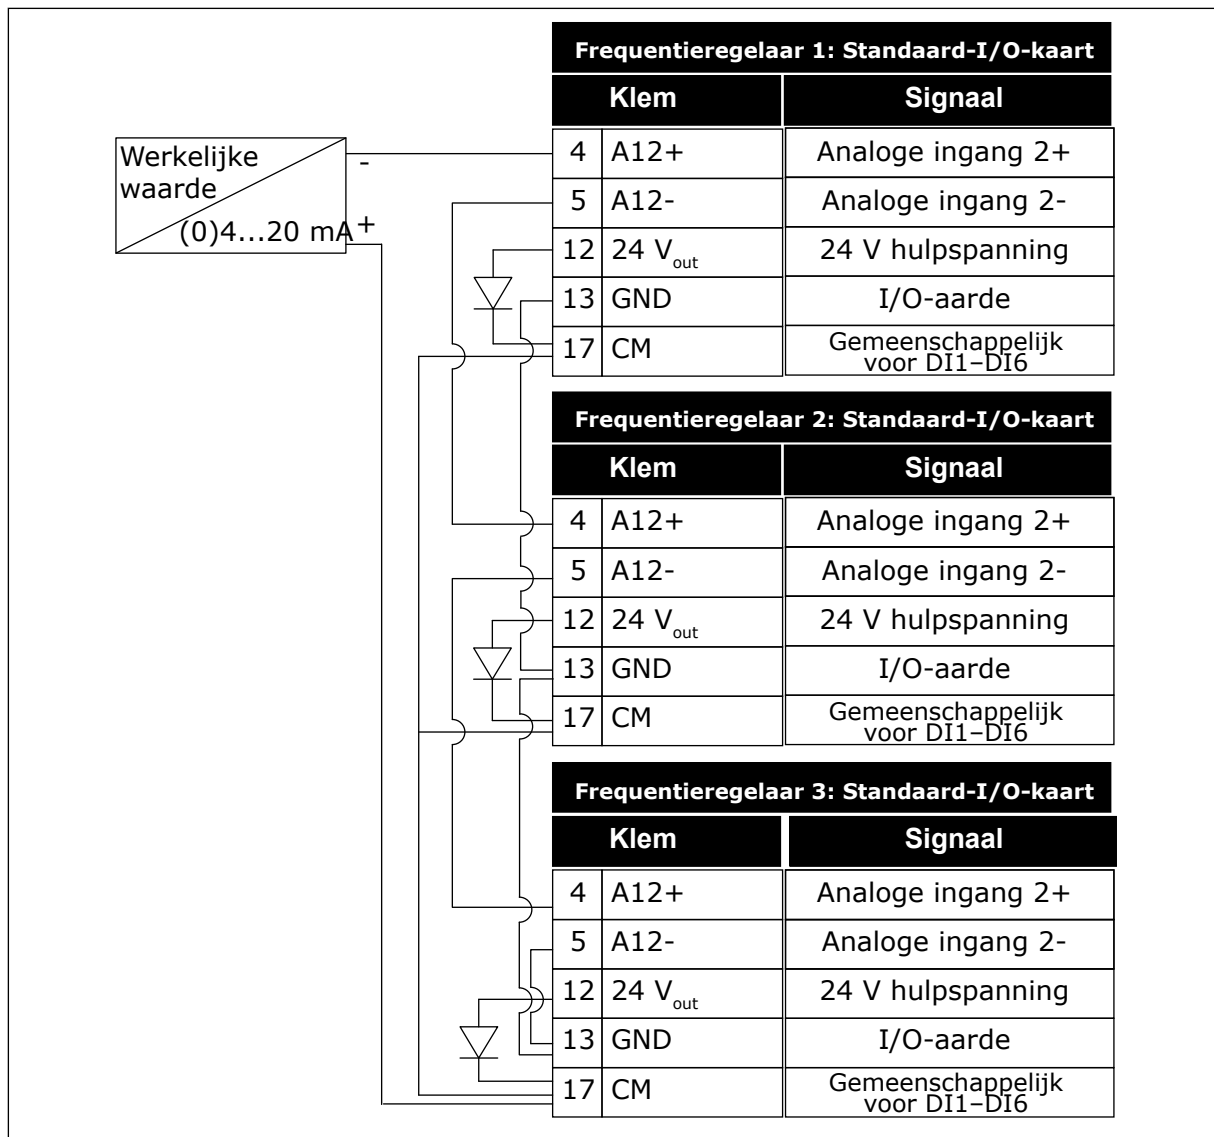 Frequentieregelaar 1: Standaard-I/O-kaart
Klem Signaal
Werkelijke
waarde
-
(0)4...20 mA
+
4 A12+ Analoge ingang 2+
5 A12- Analoge ingang 2-
12 24 Vout 24 V hulpspanning
13 GND I/O-aarde
17 CM Gemeenschappelijk
voor DI1–DI6
Frequentieregelaar 2: Standaard-I/O-kaart
Klem Signaal
4 A12+ Analoge ingang 2+
5 A12- Analoge ingang 2-
12 24 Vout 24 V hulpspanning
13 GND I/O-aarde
17 CM Gemeenschappelijk
voor DI1–DI6
Frequentieregelaar 3: Standaard-I/O-kaart
Klem Signaal
4 A12+ Analoge ingang 2+
5 A12- Analoge ingang 2-
12 24 Vout 24 V hulpspanning
13 GND I/O-aarde
17 CM Gemeenschappelijk
voor DI1–DI6